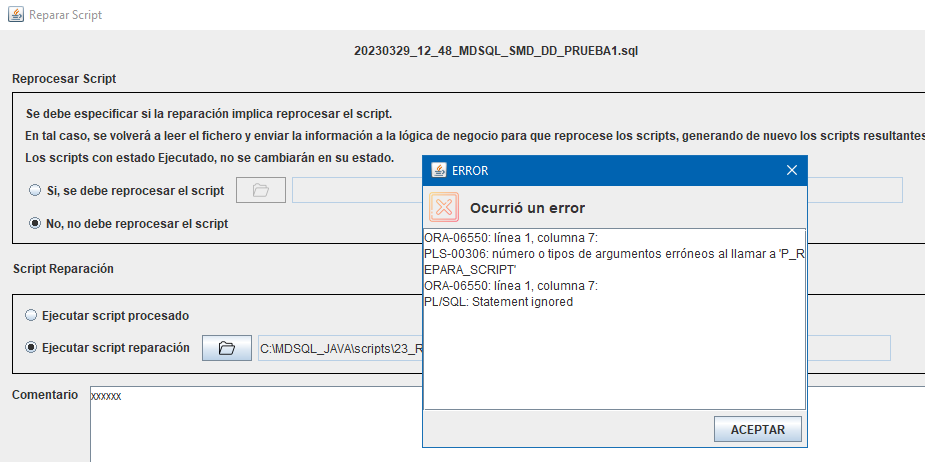 Reparar Script
20230329_12_48_MDSQL_SMD_DD_PRUEBA1.sql
Reprocesar Script
Se debe especificar si la reparación implica reprocesar el script.
En tal caso, se volverá a leer el fichero y enviar la información a la lógica de negocio para que reprocese los scripts, generando de nuevo los scripts resultantes
Los scripts con estado Ejecutado, no se cambiarán en su estado.
Si, se debe reprocesar el script
No, no debe reprocesar el script
Script Reparación
Ejecutar script procesado
Ejecutar script reparación
C:\MDSQL_JAVA\scripts\23_R
Comentario
xxxxxx
ERROR
Ocurrió un error
ORA-06550: línea 1, columna 7:
PLS-00306: número o tipos de argumentos erróneos al llamar a 'P_R
EPARA_SCRIPT'
ORA-06550: línea 1, columna 7:
PL/SQL: Statement ignored
ACEPTAR